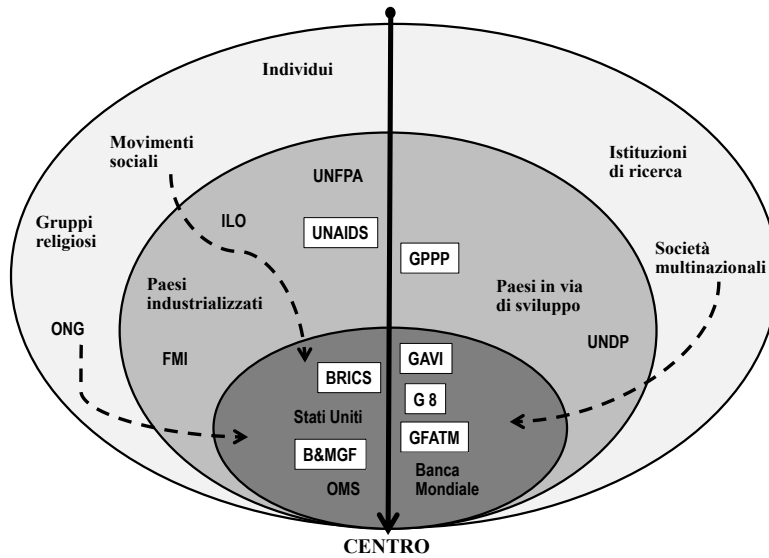 Individui
Movimenti
sociali
Istituzioni
di ricerca
UNFPA
Gruppi
religiosi
ILO
UNAIDS
GPPP
Società
multinazionali
Paesi
industrializzati
Paesi in via
di sviluppo
ONG
FMI
UNDP
BRICS
GAVI
G 8
Stati Uniti
GFATM
B&MGF
Banca
Mondiale
OMS
CENTRO